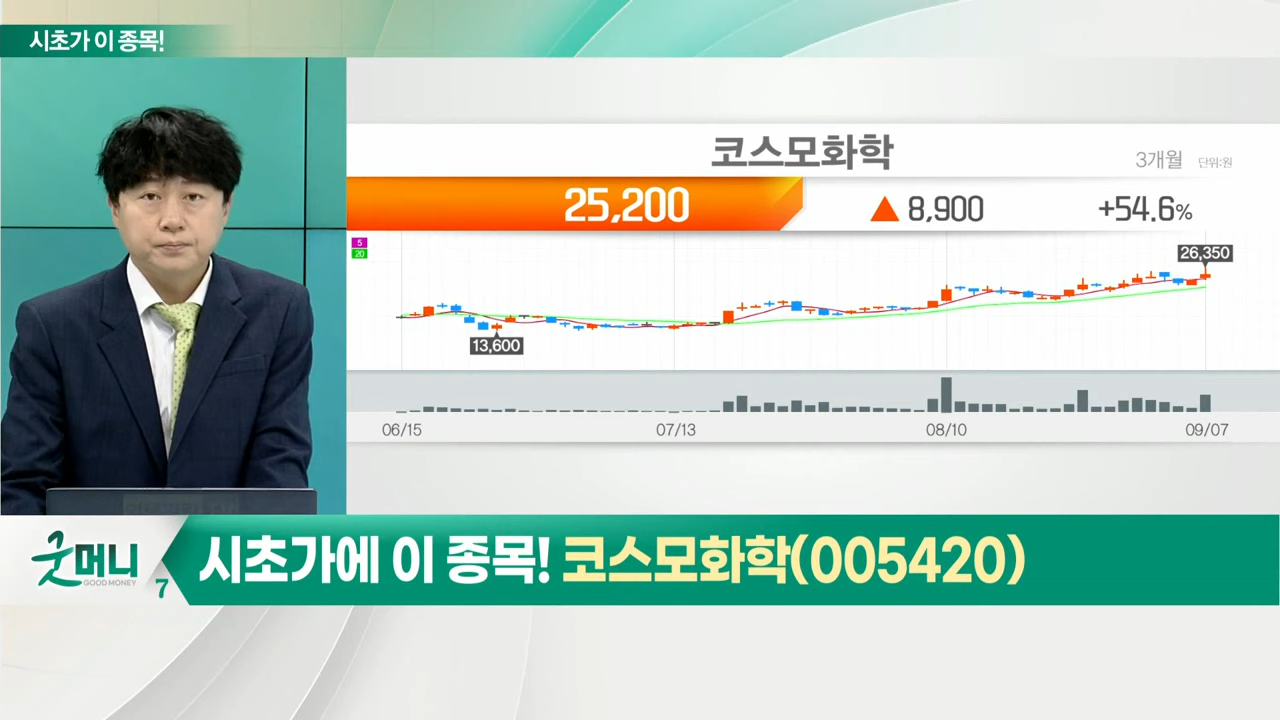 시초가 이 종목!
코스모화학
3개월 단위:원
25,200 ▲ 8,900 +54.6%
5
20
26,350
13,600
06/15 07/13 08/10 09/07
굿머니
GOOD MONEY
7
시초가에 이 종목! 코스모화학(005420)